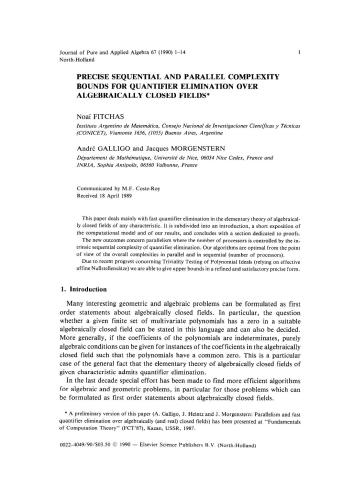 Journal of Pure and Applied Algebra 67 (1990) 1-14
1
North-Holland
PRECISE SEQUENTIAL AND PARALLEL COMPLEXITY
BOUNDS FOR QUANTIFIER ELIMINATION OVER
ALGEBRAICALLY CLOSED FIELDS*
Noaï FITCHAS
Instituto Argentino de Matemática, Consejo Nacional de Investigaciones Científicas y Técnicas
(CONICET), Viamonte 1636, (1055) Buenos Aires, Argentina
André GALLIGO and Jacques MORGENSTERN
Département de Mathématique, Université de Nice, 06034 Nice Cedex, France and
INRIA, Sophia Antipolis, 06560 Valbonne, France
Communicated by M.F. Coste-Roy
Received 18 April 1989
This paper deals mainly with fast quantifier elimination in the elementary theory of algebraical-
ly closed fields of any characteristic. It is subdivided into an introduction, a short exposition of
the computational model and of our results, and concludes with a section dedicated to proofs.
The new outcomes concern parallelism where the number of processors is controlled by the in-
trinsic sequential complexity of quantifier elimination. Our algorithms are optimal from the point
of view of the overall complexities in parallel and in sequential (number of processors).
Due to recent progress concerning Triviality Testing of Polynomial Ideals (relying on effective
affine Nullstellensätze) we are able to give upper bounds in a refined and satisfactory precise form.
1. Introduction
Many interesting geometric and algebraic problems can be formulated as first
order statements about algebraically closed fields. In particular, the question
whether a given finite set of multivariate polynomials has a zero in a suitable
algebraically closed field can be stated in this language and can also be decided.
More generally, if the coefficients of the polynomials are indeterminates, purely
algebraic conditions can be given for instances of the coefficients in the algebraically
closed field such that the polynomials have a common zero. This is a particular
case of the general fact that the elementary theory of algebraically closed fields of
given characteristic admits quantifier elimination.
In the last decade special effort has been made to find more efficient algorithms
for algebraic and geometric problems, in particular for those problems which can
be formulated as first order statements about algebraically closed fields.
* A preliminary version of this paper (A. Galligo, J. Heintz and J. Morgenstern: Parallelism and fast
quantifier elimination over algebraically (and real) closed fields) has been presented at "Fundamentals
of Computation Theory" (FCT'87), Kazan, USSR, 1987.
0022-4049/90/$03.50 © 1990 — Elsevier Science Publishers B.V. (North-Holland)